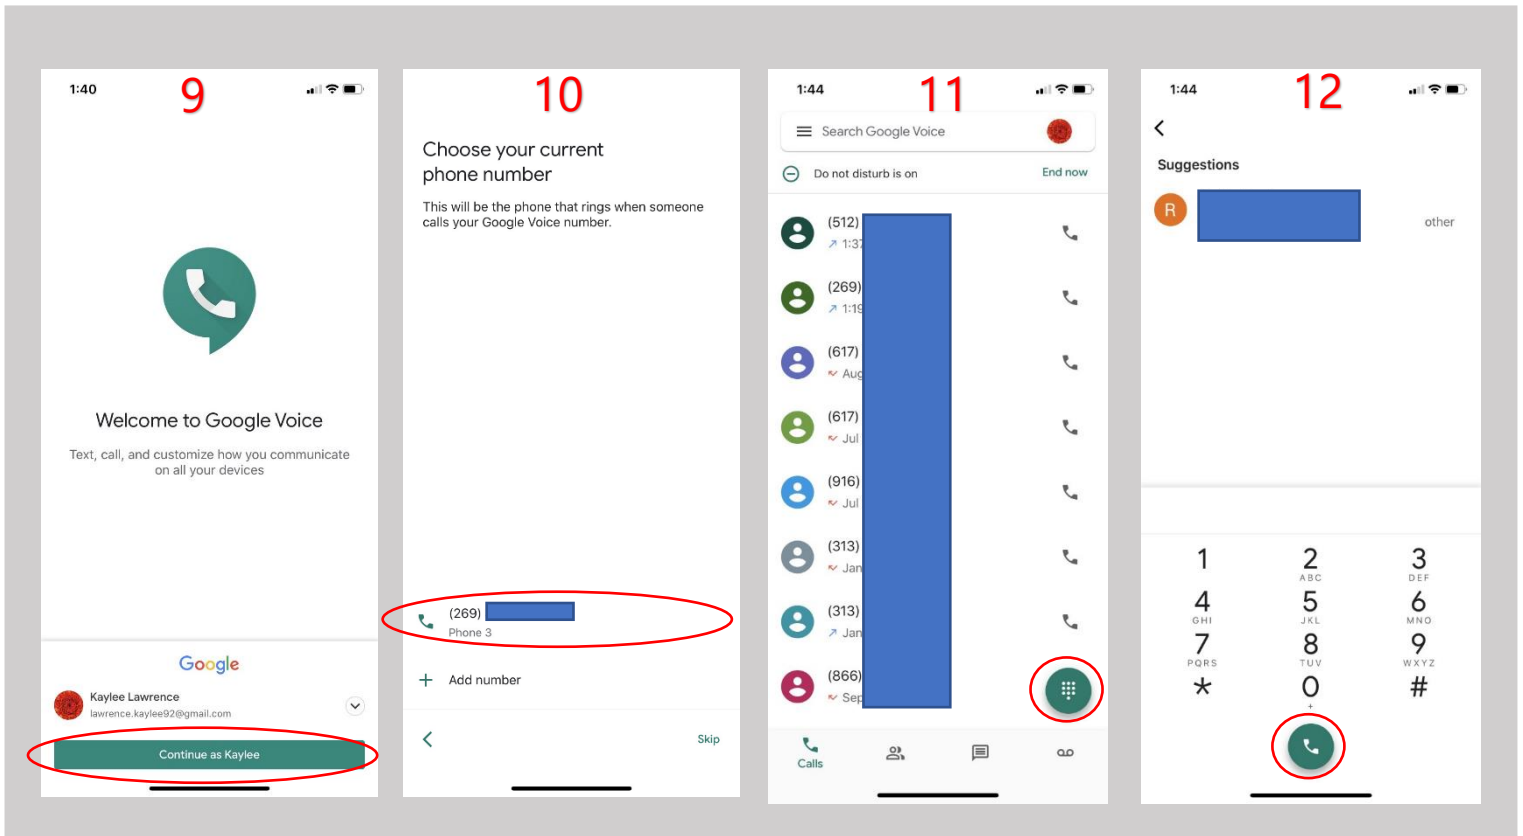 1:40
9
Welcome to Google Voice
Text, call, and customize how you communicate
on all your devices
Google
Kaylee Lawrence
lawrence.kaylee92@gmail.com
Continue as Kaylee
10
Choose your current
phone number
This will be the phone that rings when someone
calls your Google Voice number.
(269)
Phone 3
+ Add number
Skip
1:44
11
Search Google Voice
Do not disturb is on End now
(512)
1:37
(269)
1:19
(617)
Aug
(617)
Jul
(916)
Jul
(313)
Jan
(313)
Jan
(866)
Sep
Calls
1:44
12
Suggestions
R
other
1 2 3
ABC DEF
4 5 6
GHI JKL MNO
7 8 9
PQRS TUV WXYZ
* 0 #
+